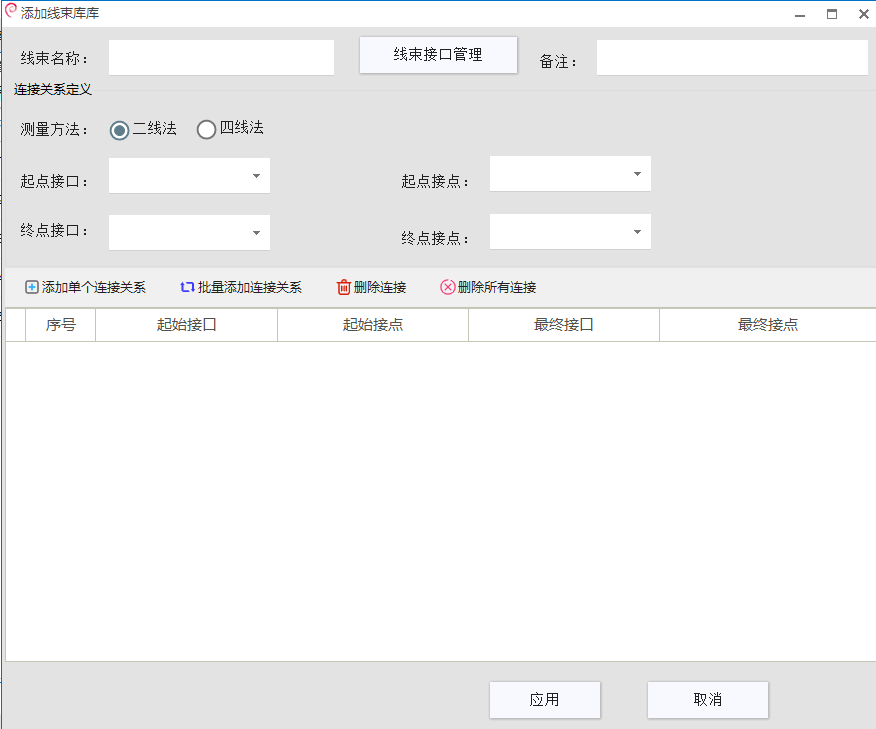 添加线束库库
线束名称： 线束接口管理 备注：
连接关系定义
测量方法： 二线法 四线法
起点接口： 起点接点：
终点接口： 终点接点：
添加单个连接关系 批量添加连接关系 删除连接 删除所有连接
序号 起始接口 起始接点 最终接口 最终接点
应用 取消